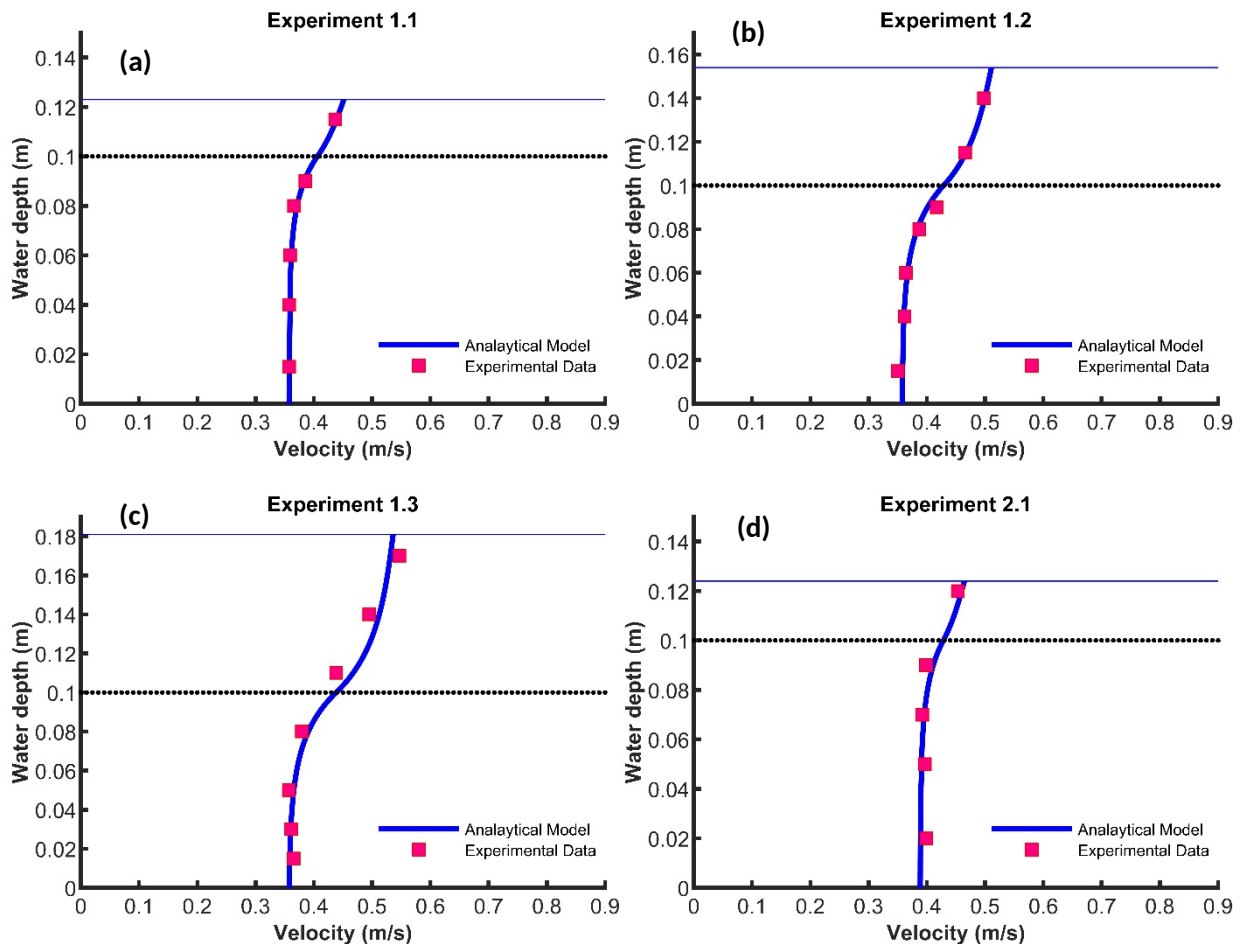 Experiment 1.1
(a)
0.14
0.12
0.1
0.08
0.06
0.04
0.02
0
Water depth (m)
Analaytical Model
Experimental Data
0 0.1 0.2 0.3 0.4 0.5 0.6 0.7 0.8 0.9
Velocity (m/s)
Experiment 1.2
(b)
0.16
0.14
0.12
0.1
0.08
0.06
0.04
0.02
0
Water depth (m)
Analaytical Model
Experimental Data
0 0.1 0.2 0.3 0.4 0.5 0.6 0.7 0.8 0.9
Velocity (m/s)
Experiment 1.3
(c)
0.18
0.16
0.14
0.12
0.1
0.08
0.06
0.04
0.02
0
Water depth (m)
Analaytical Model
Experimental Data
0 0.1 0.2 0.3 0.4 0.5 0.6 0.7 0.8 0.9
Velocity (m/s)
Experiment 2.1
(d)
0.14
0.12
0.1
0.08
0.06
0.04
0.02
0
Water depth (m)
Analaytical Model
Experimental Data
0 0.1 0.2 0.3 0.4 0.5 0.6 0.7 0.8 0.9
Velocity (m/s)